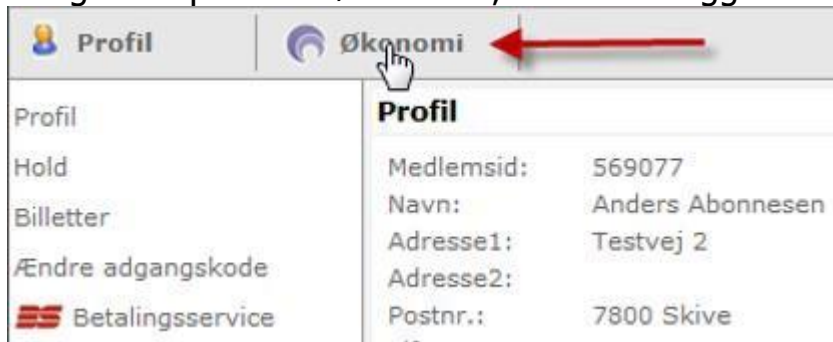 Profil Økonomi
Profil
Hold
Billetter
Ændre adgangskode
BS Betalingsservice
Profil
Medlemsid: 569077
Navn: Anders Abonnesen
Adresse1: Testvej 2
Adresse2:
Postnr.: 7800 Skive